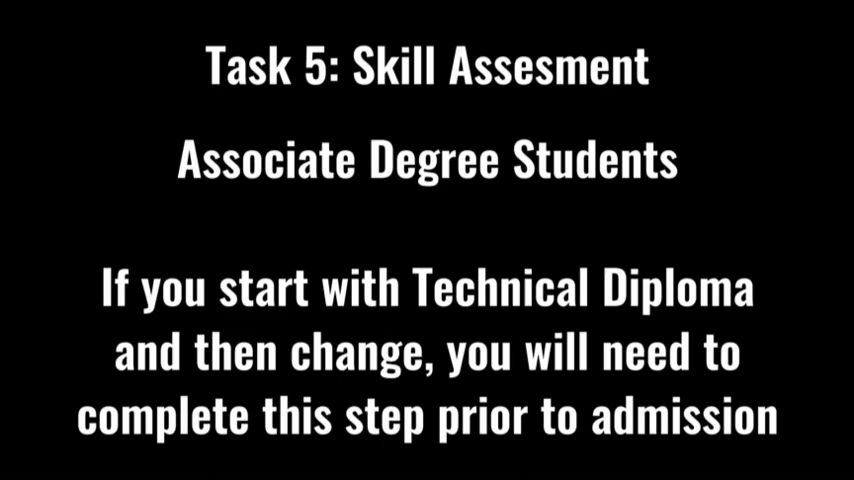 Task 5: Skill Assesment
Associate Degree Students
If you start with Technical Diploma
and then change, you will need to
complete this step prior to admission